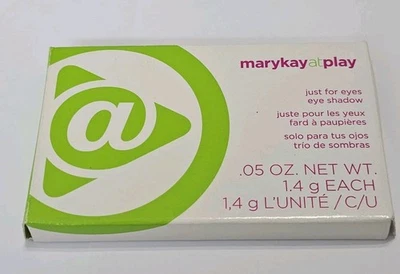 @
marykayatplay
just for eyes
eye shadow
juste pour les yeux
fard à paupières
solo para tus ojos
trío de sombras
.05 OZ. NET WT.
1.4 g EACH
1,4 g L'UNITÉ / C/U